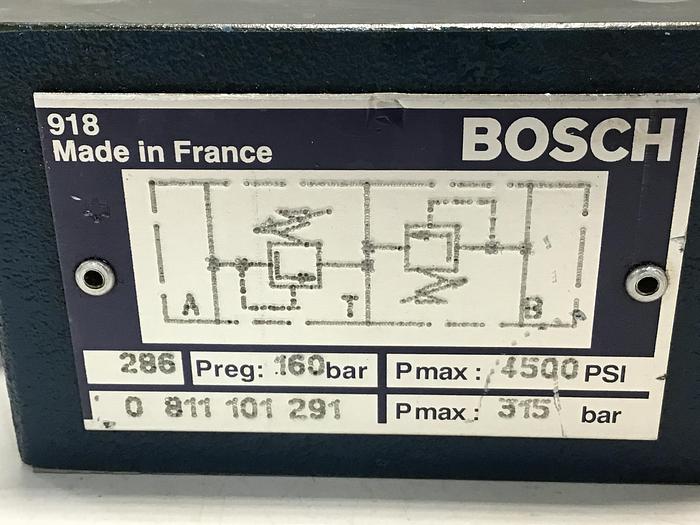 918
Made in France
BOSCH
A T B
286 Preg: 160 bar Pmax: 4500 PSI
0 811 101 291 Pmax: 315 bar